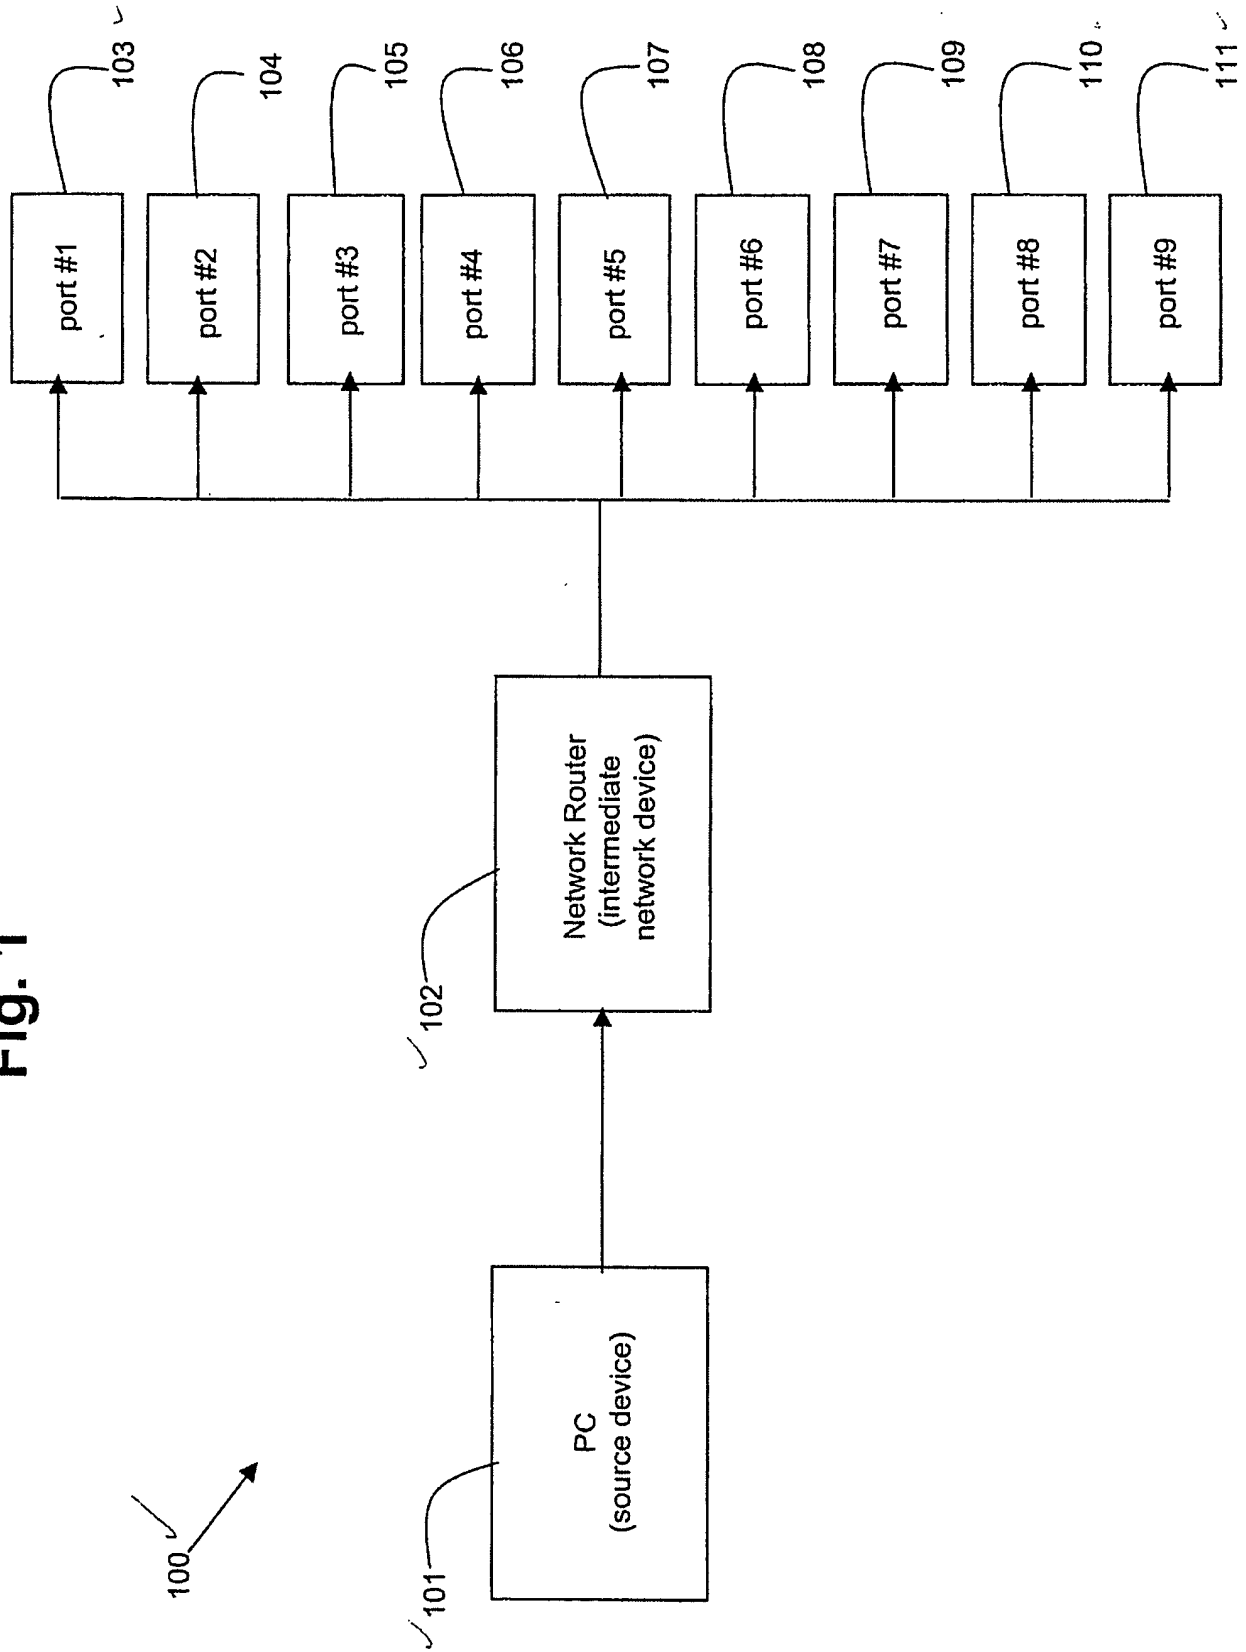 Fig. 1
100
101
PC
(source device)
102
Network Router
(intermediate
network device)
port #1
103
port #2
104
port #3
105
port #4
106
port #5
107
port #6
108
port #7
109
port #8
110
port #9
111